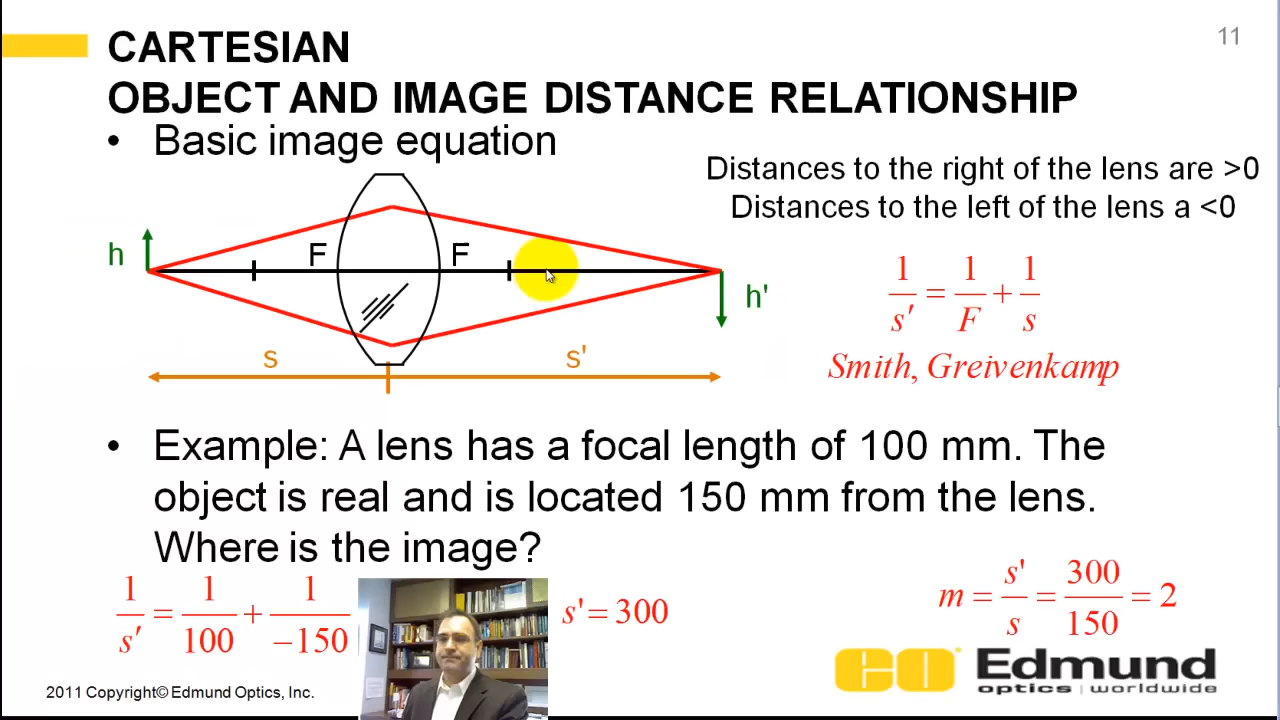 11
CARTESIAN
OBJECT AND IMAGE DISTANCE RELATIONSHIP
• Basic image equation
Distances to the right of the lens are >0
Distances to the left of the lens a <0
h
F
F
h'
s
s'
1/s′ = 1/F + 1/s
Smith, Greivenkamp
• Example: A lens has a focal length of 100 mm. The
object is real and is located 150 mm from the lens.
Where is the image?
1/s′ = 1/100 + 1/−150
s' = 300
m = s'/s = 300/150 = 2
2011 Copyright© Edmund Optics, Inc.
EO® Edmund
optics | worldwide